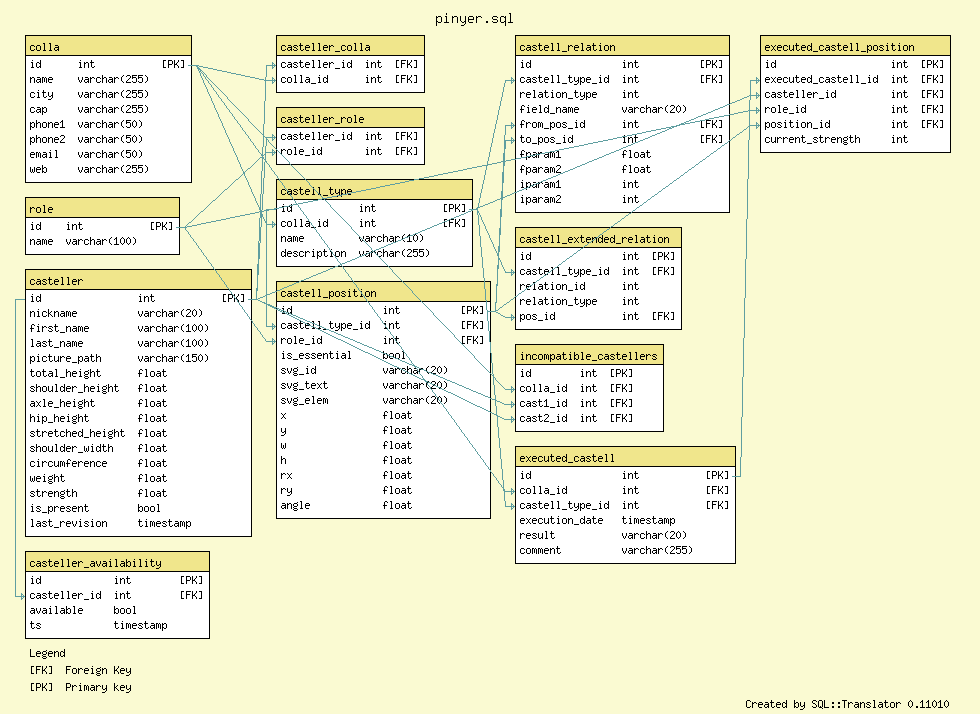 pinyer.sql
colla
id int [PK]
name varchar(255)
city varchar(255)
cap varchar(255)
phone1 varchar(50)
phone2 varchar(50)
email varchar(50)
web varchar(255)
role
id int [PK]
name varchar(100)
casteller
id int [PK]
nickname varchar(20)
first_name varchar(100)
last_name varchar(100)
picture_path varchar(150)
total_height float
shoulder_height float
axle_height float
hip_height float
stretched_height float
shoulder_width float
circumference float
weight float
strength float
is_present bool
last_revision timestamp
casteller_availability
id int [PK]
casteller_id int [FK]
available bool
ts timestamp
casteller_colla
casteller_id int [FK]
colla_id int [FK]
casteller_role
casteller_id int [FK]
role_id int [FK]
castell_type
id int [PK]
colla_id int [FK]
name varchar(10)
description varchar(255)
castell_position
id int [PK]
castell_type_id int [FK]
role_id int [FK]
is_essential bool
svg_id varchar(20)
svg_text varchar(20)
svg_elem varchar(20)
x float
y float
w float
h float
rx float
ry float
angle float
castell_relation
id int [PK]
castell_type_id int [FK]
relation_type int
field_name varchar(20)
from_pos_id int [FK]
to_pos_id int [FK]
fparam1 float
fparam2 float
iparam1 int
iparam2 int
castell_extended_relation
id int [PK]
castell_type_id int [FK]
relation_id int
relation_type int
pos_id int [FK]
incompatible_castellers
id int [PK]
colla_id int [FK]
cast1_id int [FK]
cast2_id int [FK]
executed_castell
id int [PK]
colla_id int [FK]
castell_type_id int [FK]
execution_date timestamp
result varchar(20)
comment varchar(255)
executed_castell_position
id int [PK]
executed_castell_id int [FK]
casteller_id int [FK]
role_id int [FK]
position_id int [FK]
current_strength int
Legend
[FK] Foreign Key
[PK] Primary key
Created by SQL::Translator 0.11010